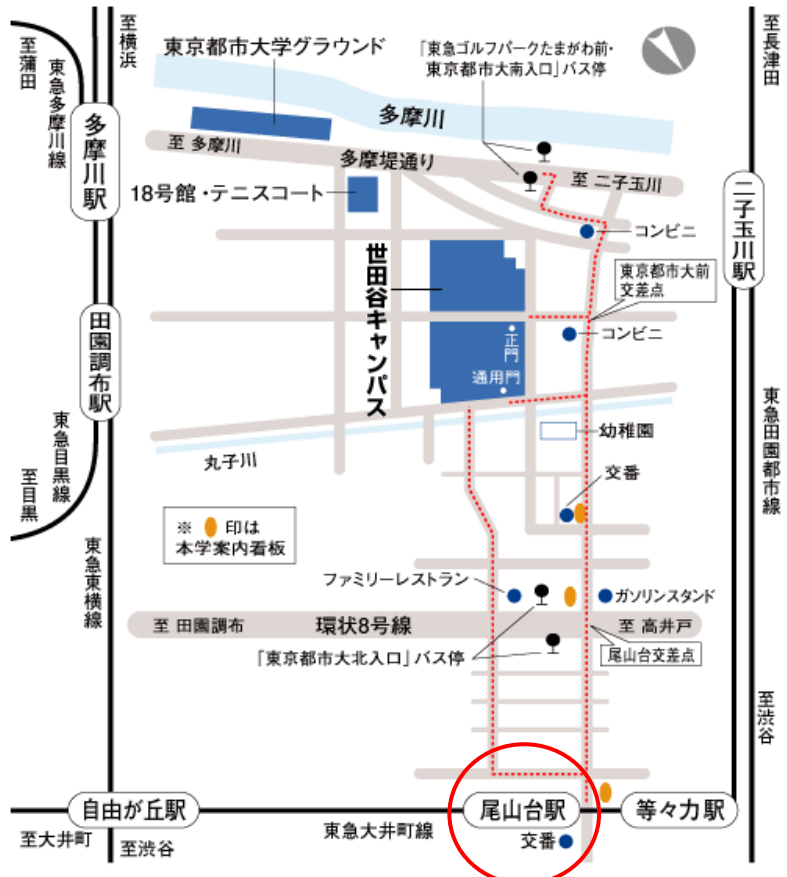 至横浜
至蒲田
東急多摩川線
多摩川駅
東京都市大学グラウンド
「東急ゴルフパークたまがわ前・
東京都市大南入口」バス停
至長津田
多摩川
至 多摩川
多摩堤通り
至 二子玉川
18号館・テニスコート
コンビニ
二子玉川駅
東京都市大前
交差点
世田谷キャンパス
正門
コンビニ
通用門
田園調布駅
東急目黒線
至目黒
丸子川
幼稚園
東急田園都市線
交番
※ 印は
本学案内看板
東急東横線
ファミリーレストラン
ガソリンスタンド
至 田園調布
環状8号線
至 高井戸
「東京都市大北入口」バス停
尾山台交差点
至渋谷
自由が丘駅
尾山台駅
等々力駅
至大井町
至渋谷
東急大井町線
交番